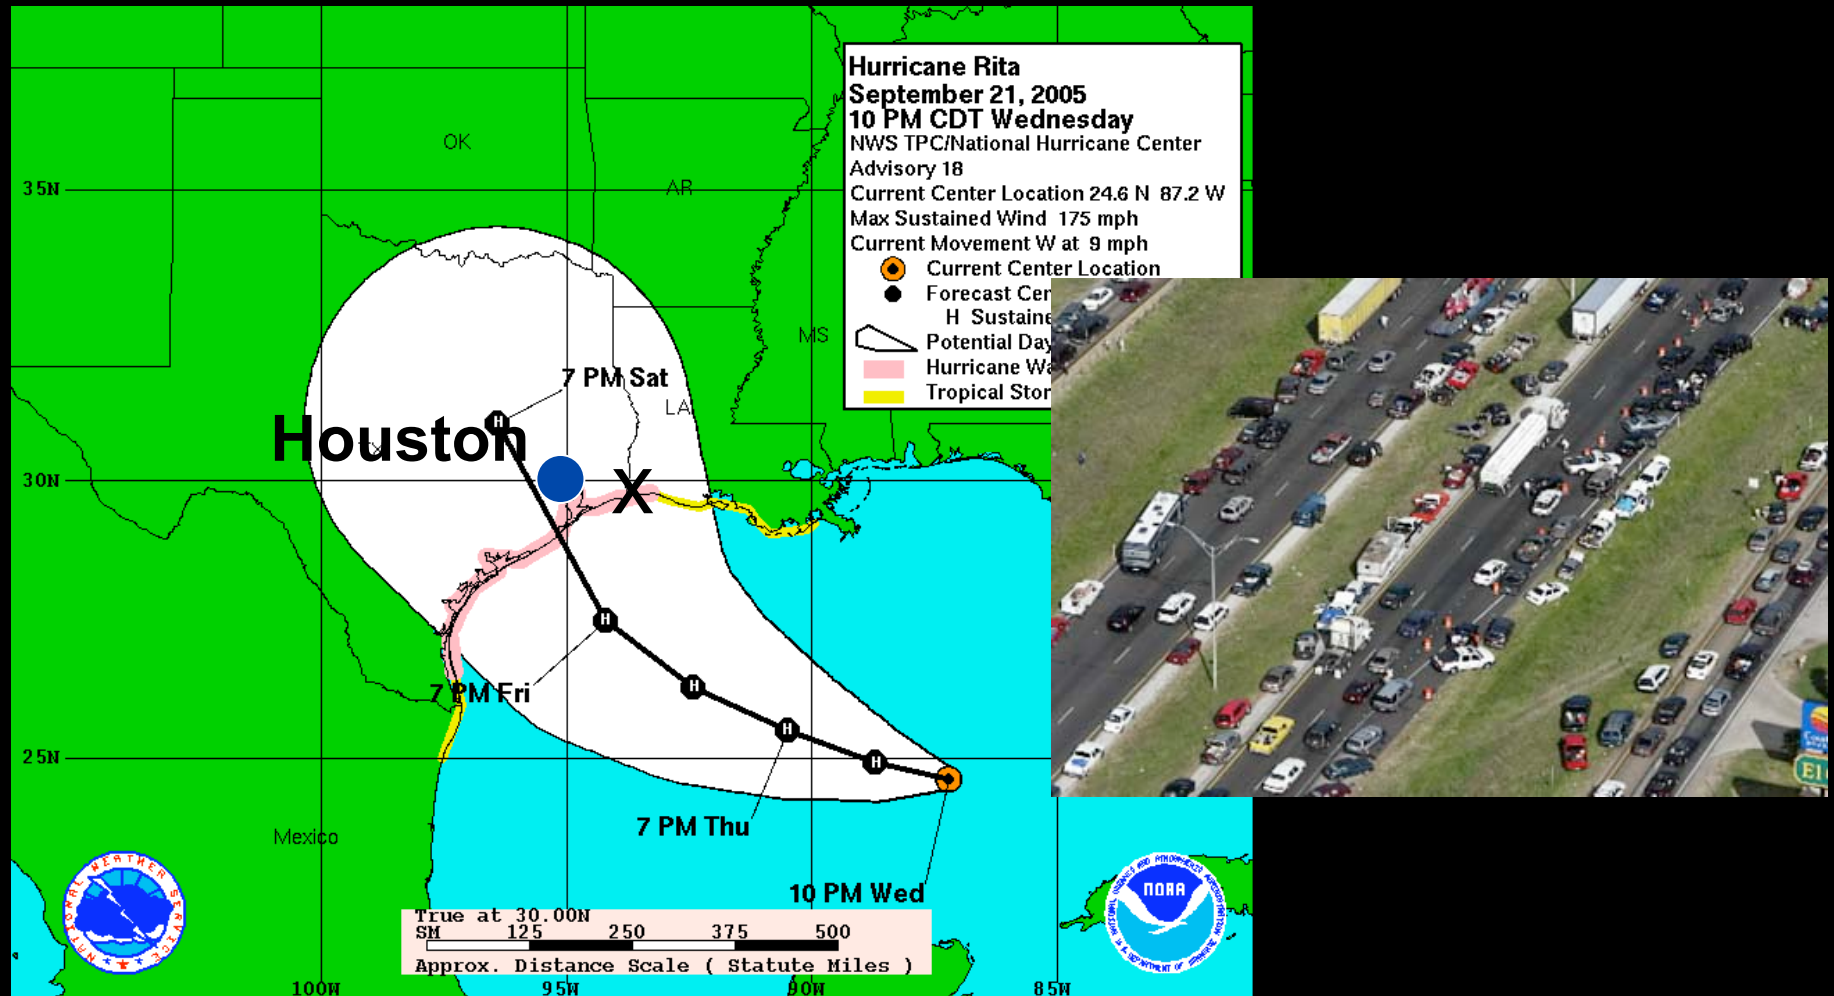 Hurricane Rita
September 21, 2005
10 PM CDT Wednesday
NWS TPC/National Hurricane Center
Advisory 18
Current Center Location 24.6 N 87.2 W
Max Sustained Wind 175 mph
Current Movement W at 9 mph
Current Center Location
Forecast Cen
H Sustaine
Potential Day
Hurricane Wa
Tropical Stor
OK
AR
35N
MS
7 PM Sat
LA
H
Houston
X
30N
H
7 PM Fri
H
H
H
25N
7 PM Thu
Mexico
10 PM Wed
NATIONAL WEATHER SERVICE
NOAA
True at 30.00N
SM 125 250 375 500
Approx. Distance Scale ( Statute Miles )
100W 95W 90W 85W